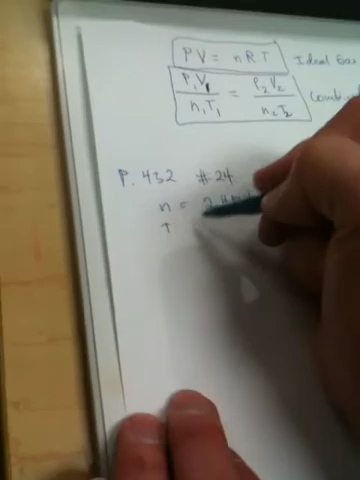 PV = nRT Ideal Gas
P₁V₁/n₁T₁ = P₂V₂/n₂T₂
P. 432 #24
n =
T